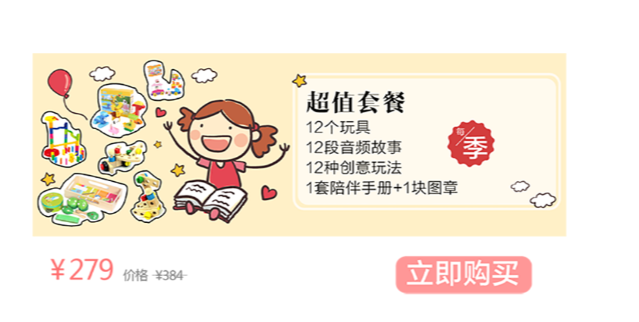 超值套餐
12个玩具
12段音频故事
12种创意玩法
1套陪伴手册+1块图章
每/季
¥279 价格 ¥384
立即购买